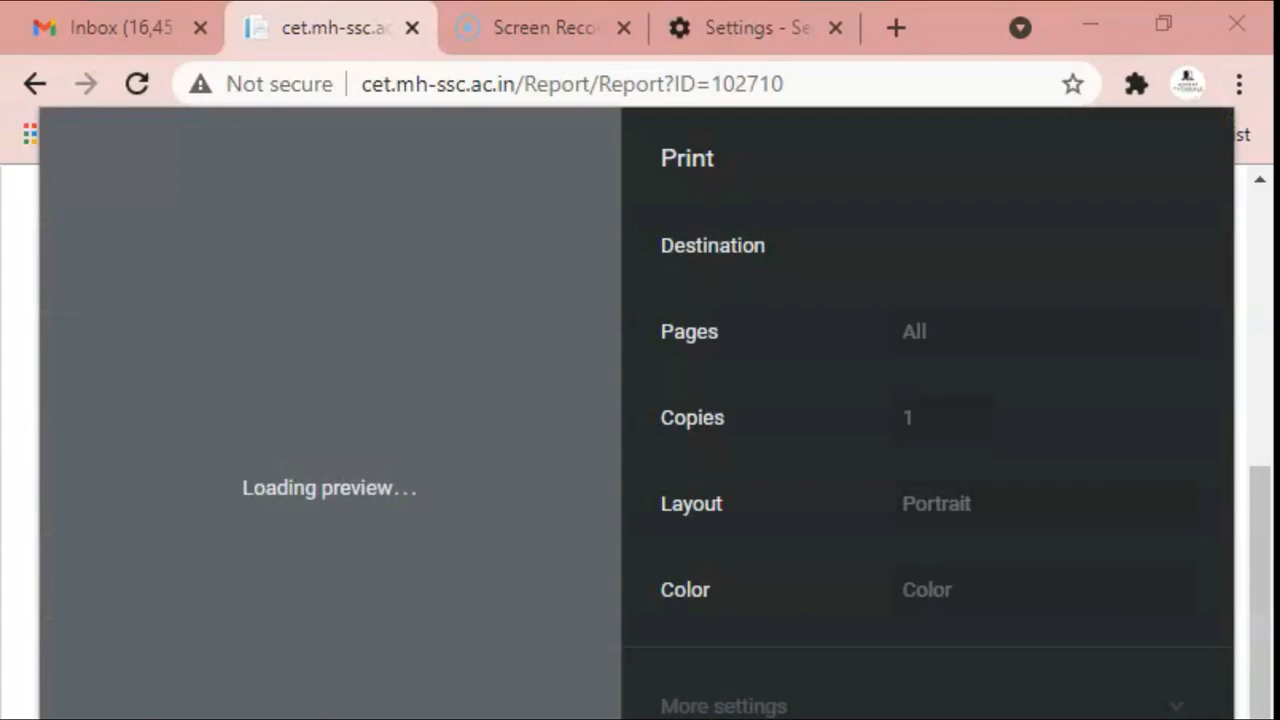 Inbox (16,45
cet.mh-ssc.ac
Screen Reco
Settings - Se
Not secure
cet.mh-ssc.ac.in/Report/Report?ID=102710
st
Print
Destination
Pages
All
Copies
1
Layout
Portrait
Color
Color
Loading preview...
More settings